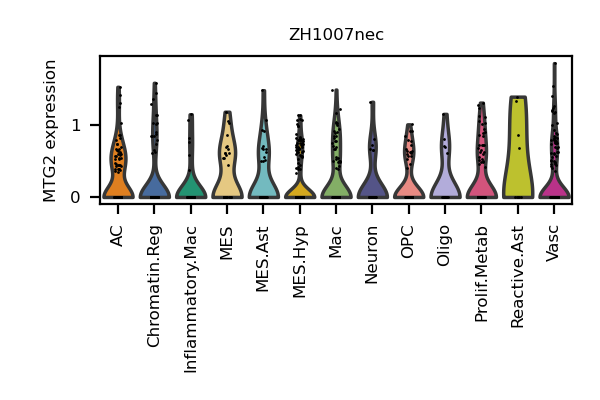 ZH1007nec
MTG2 expression
1
0
AC
Chromatin.Reg
Inflammatory.Mac
MES
MES.Ast
MES.Hyp
Mac
Neuron
OPC
Oligo
Prolif.Metab
Reactive.Ast
Vasc